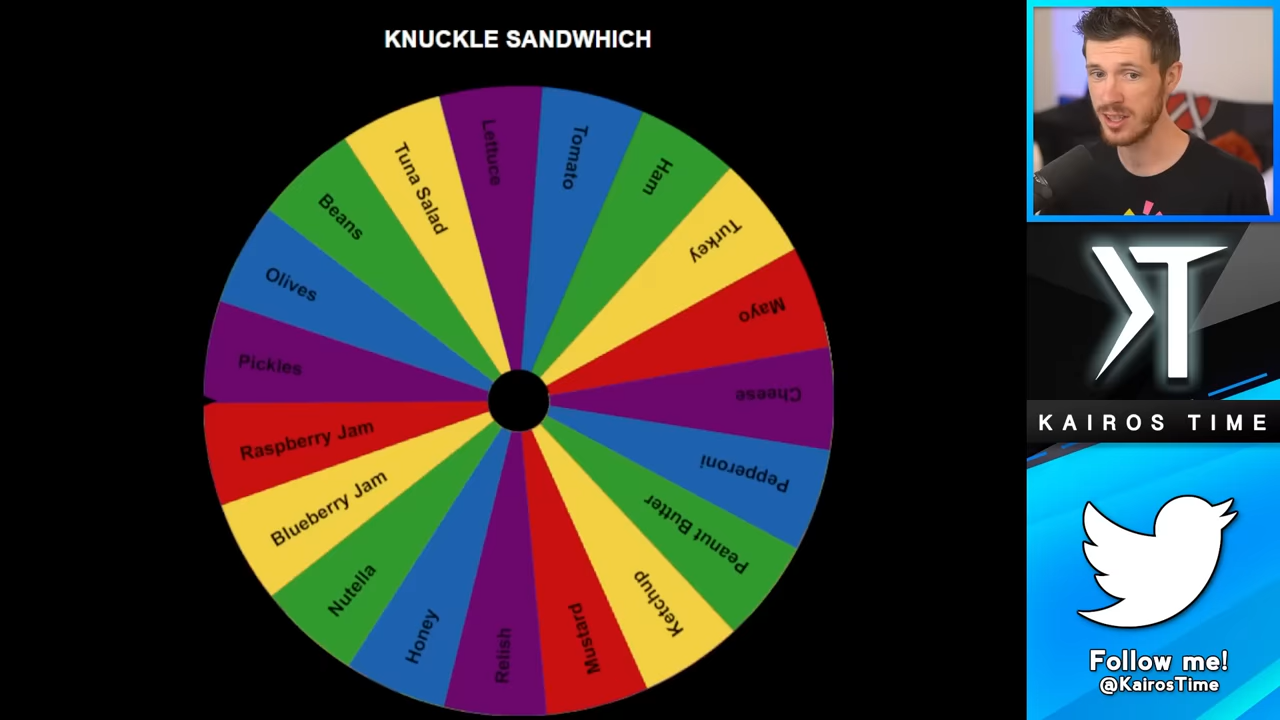 KNUCKLE SANDWHICH
Lettuce
Tomato
Ham
Turkey
Mayo
Cheese
Pepperoni
Peanut Butter
Ketchup
Mustard
Relish
Honey
Nutella
Blueberry Jam
Raspberry Jam
Pickles
Olives
Beans
Tuna Salad
KT
KAIROS TIME
Follow me!
@KairosTime